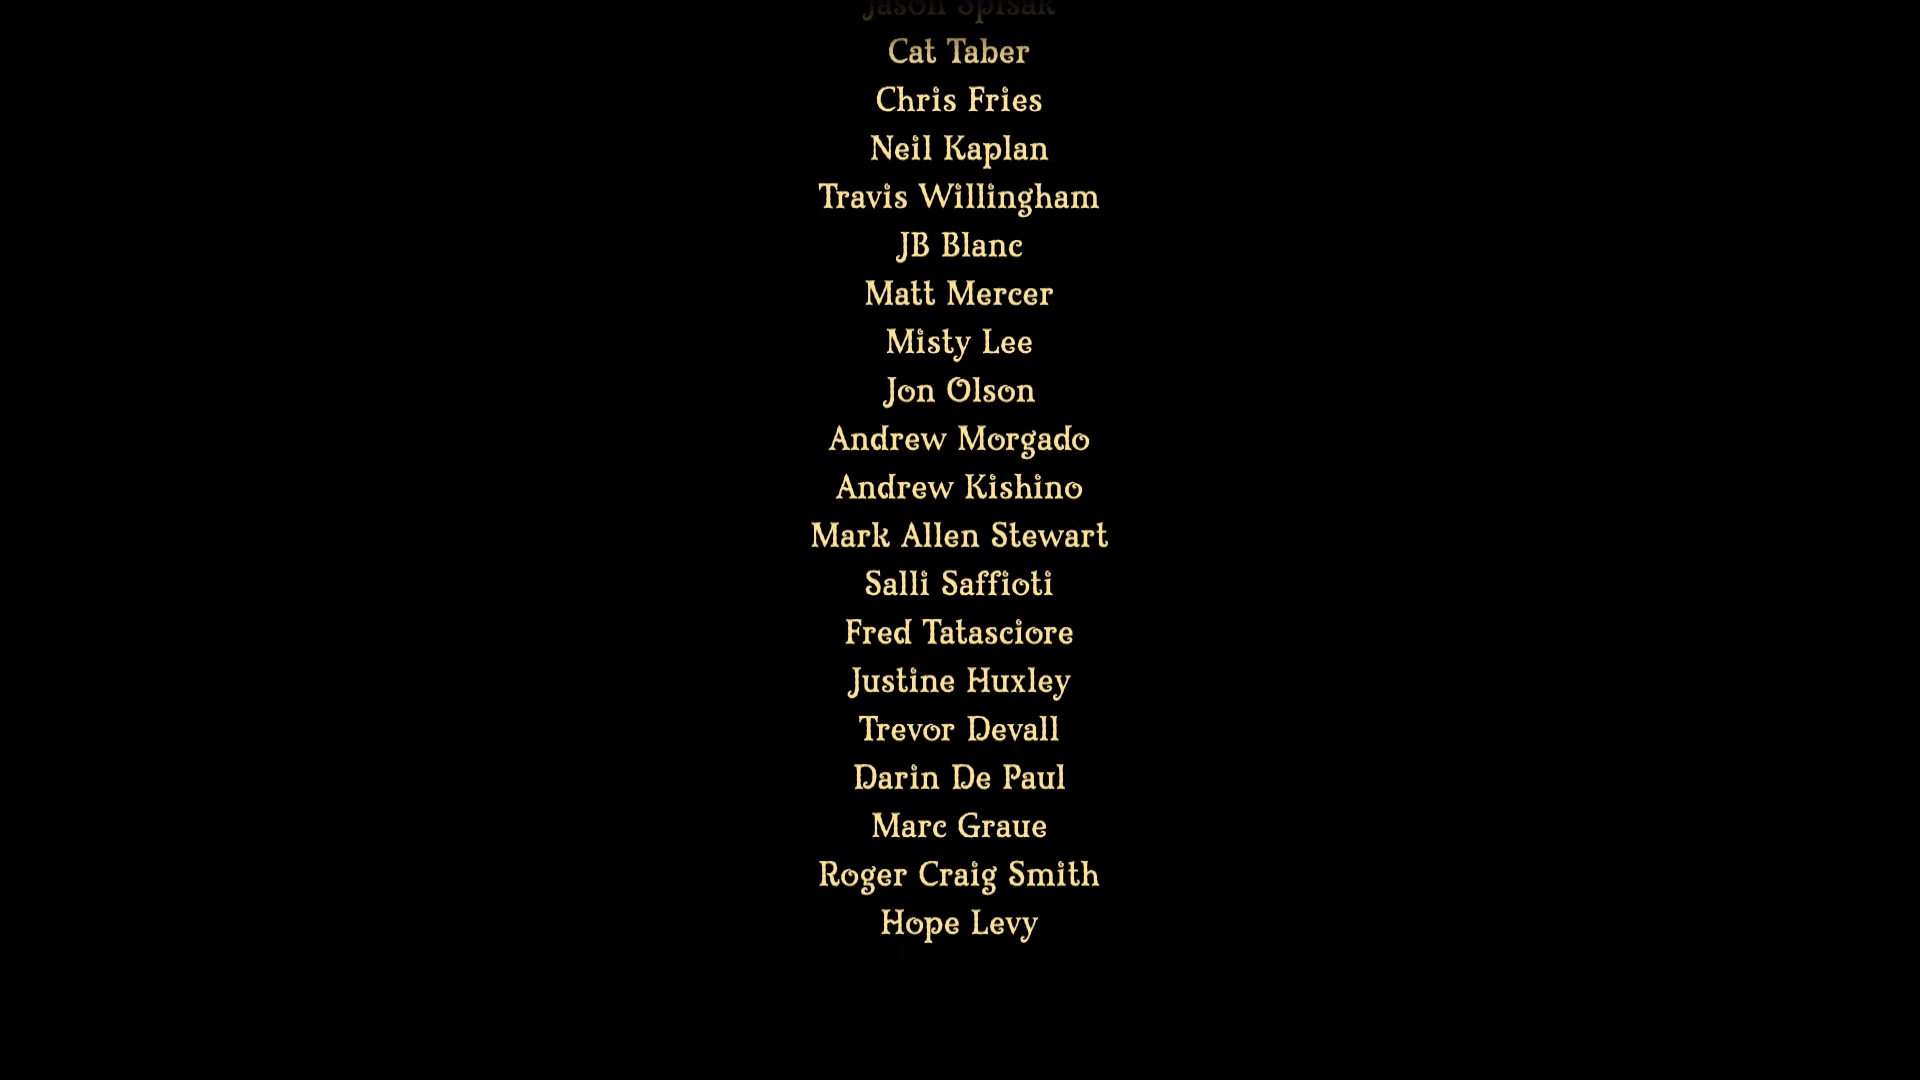 Jason Spisak
Cat Taber
Chris Fries
Neil Kaplan
Travis Willingham
JB Blanc
Matt Mercer
Misty Lee
Jon Olson
Andrew Morgado
Andrew Kishino
Mark Allen Stewart
Salli Saffioti
Fred Tatasciore
Justine Huxley
Trevor Devall
Darin De Paul
Marc Graue
Roger Craig Smith
Hope Levy